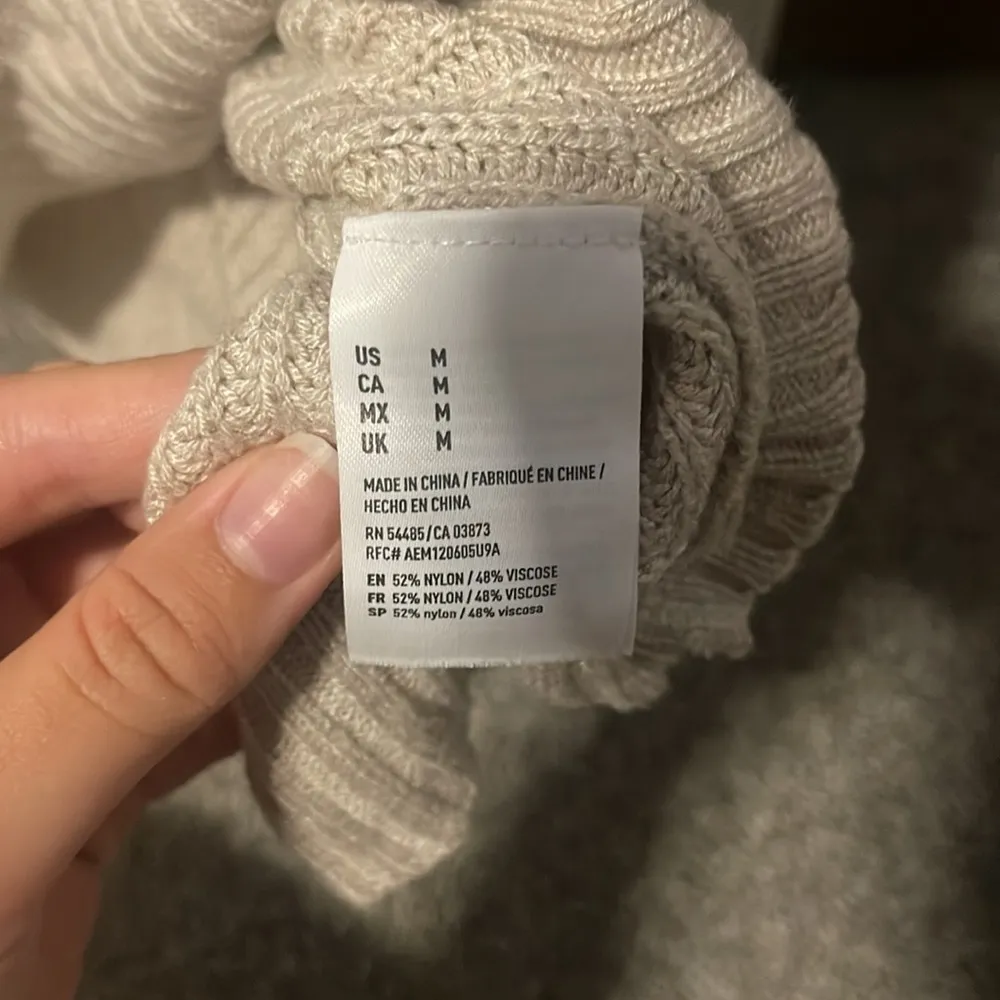 US M
CA M
MX M
UK M
MADE IN CHINA / FABRIQUÉ EN CHINE /
HECHO EN CHINA
RN 54485/CA 03873
RFC# AEM120605U9A
EN 52% NYLON / 48% VISCOSE
FR 52% NYLON / 48% VISCOSE
SP 52% nylon / 48% viscosa